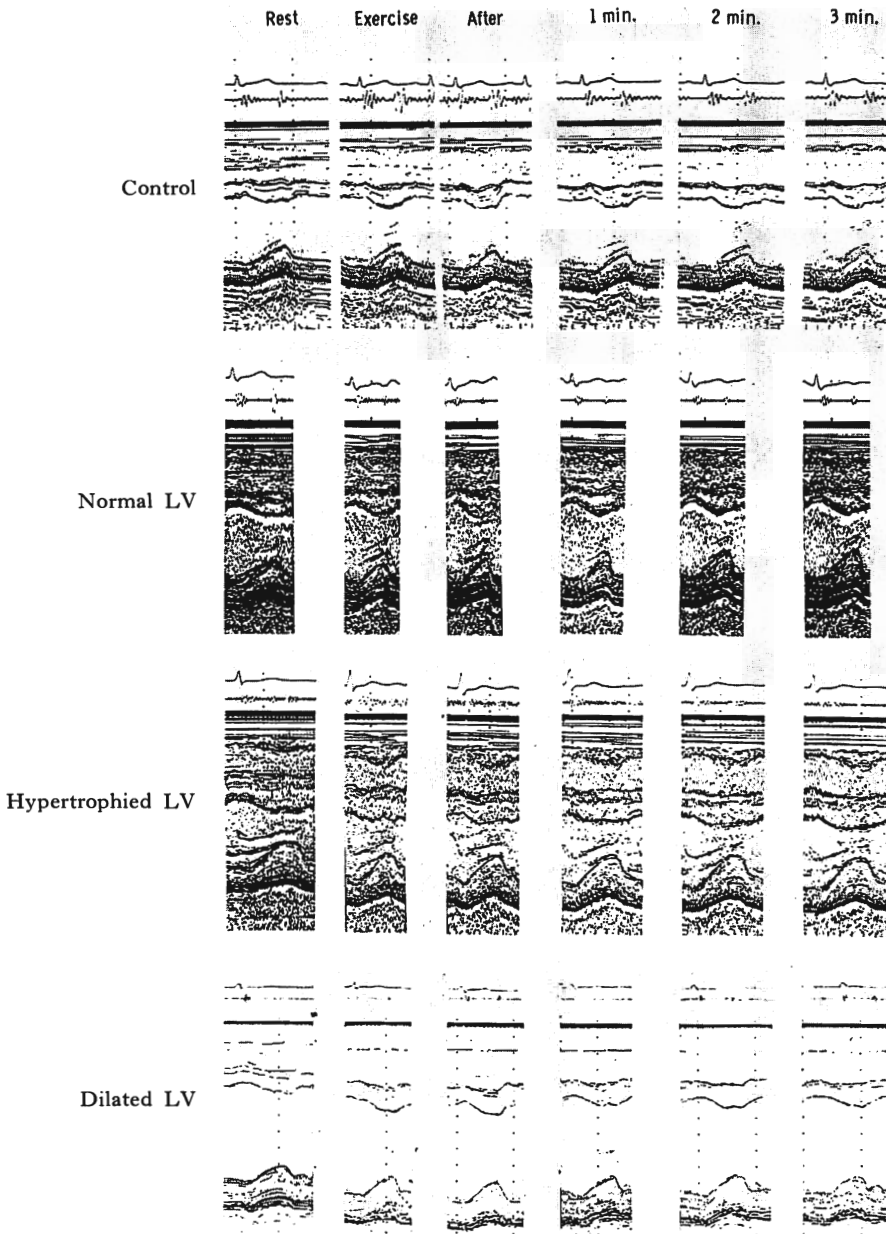 Rest Exercise After 1 min. 2 min. 3 min.
Control
Normal LV
Hypertrophied LV
Dilated LV